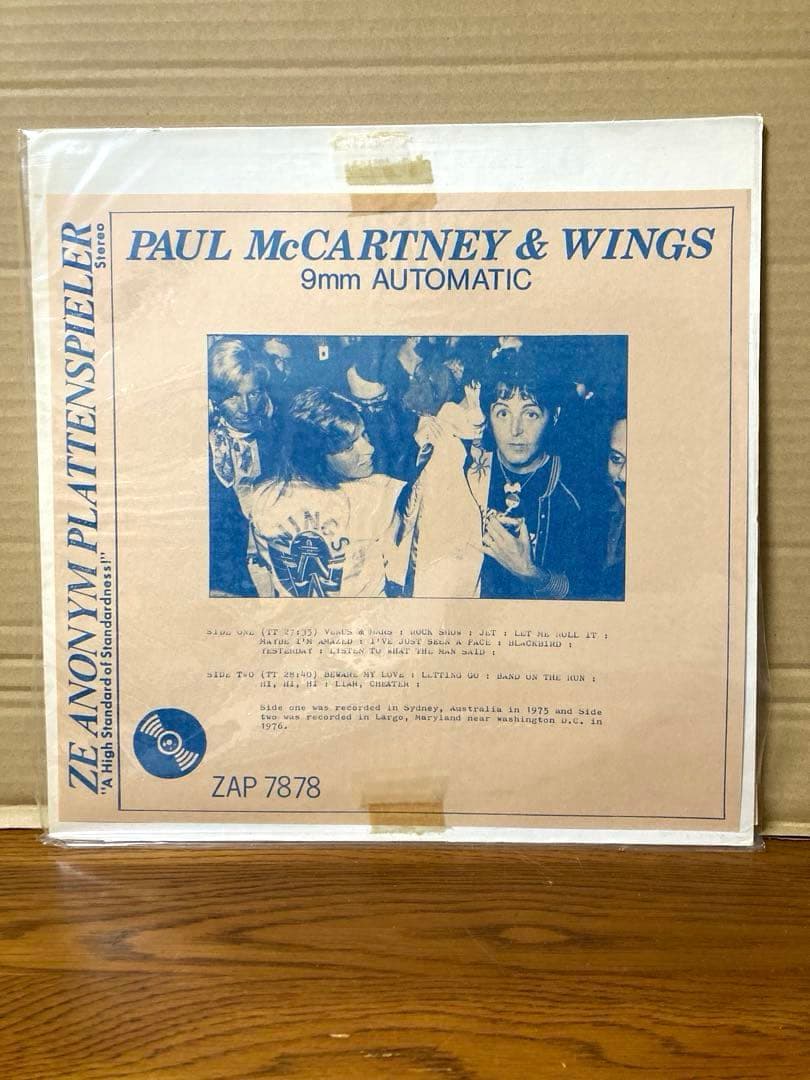 ZE ANONYM PLATTENSPIELER
Stereo
"A High Standard of Standardness!"
PAUL McCARTNEY & WINGS
9mm AUTOMATIC
WINGS
SIDE ONE (TT 27:35) VENUS & MARS : ROCK SHOW : JET : LET ME ROLL IT :
MAYBE I'M AMAZED : I'VE JUST SEEN A FACE : BLACKBIRD :
YESTERDAY : LISTEN TO WHAT THE MAN SAID :
SIDE TWO (TT 28:40) BEWARE MY LOVE : LETTING GO : BAND ON THE RUN :
HI, HI, HI : LIAR, CHEATER :
Side one was recorded in Sydney, Australia in 1975 and Side
two was recorded in Largo, Maryland near Washington D.C. in
1976.
ZAP 7878